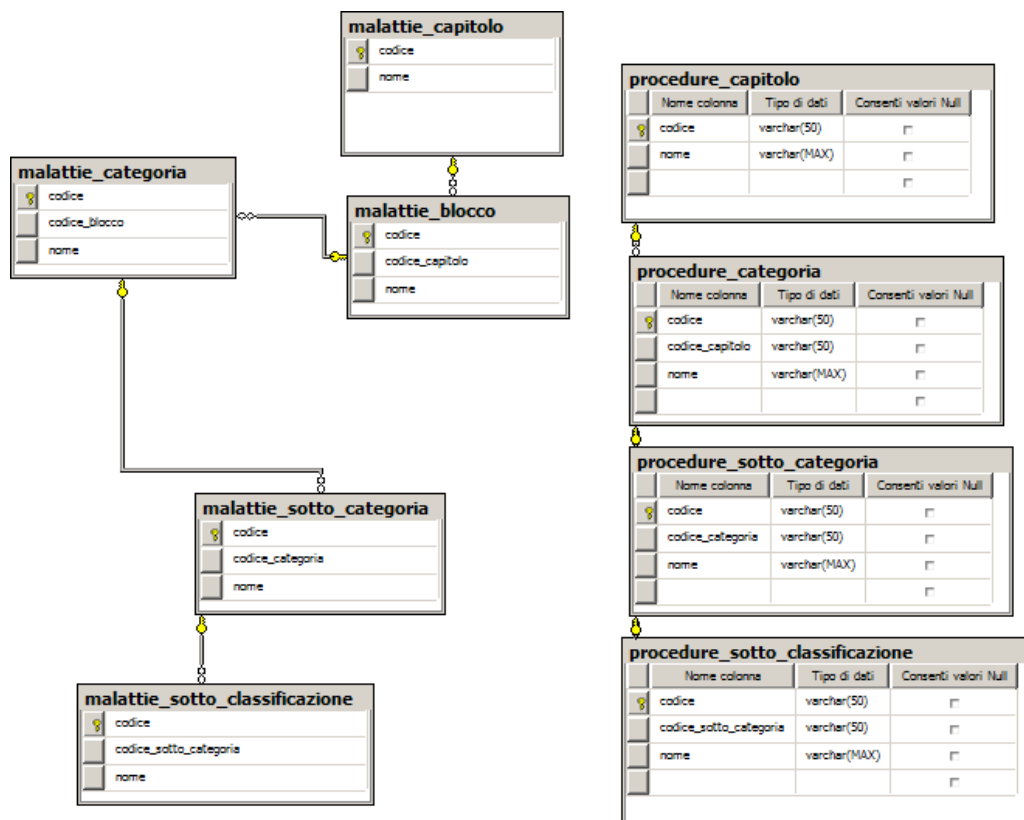 malattie_capitolo
codice
nome
malattie_categoria
codice
codice_blocco
nome
malattie_blocco
codice
codice_capitolo
nome
malattie_sotto_categoria
codice
codice_categoria
nome
malattie_sotto_classificazione
codice
codice_sotto_categoria
nome
procedure_capitolo
Nome colonna Tipo di dati Consenti valori Null
codice varchar(50)
nome varchar(MAX)
procedure_categoria
Nome colonna Tipo di dati Consenti valori Null
codice varchar(50)
codice_capitolo varchar(50)
nome varchar(MAX)
procedure_sotto_categoria
Nome colonna Tipo di dati Consenti valori Null
codice varchar(50)
codice_categoria varchar(50)
nome varchar(MAX)
procedure_sotto_classificazione
Nome colonna Tipo di dati Consenti valori Null
codice varchar(50)
codice_sotto_categoria varchar(50)
nome varchar(MAX)